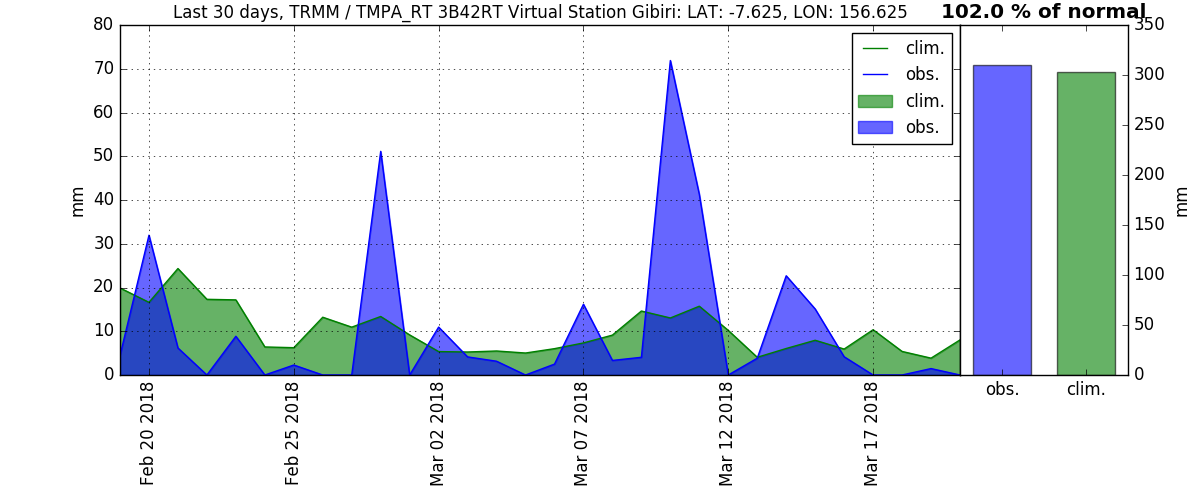 Last 30 days, TRMM / TMPA_RT 3B42RT Virtual Station Gibiri: LAT: -7.625, LON: 156.625
102.0 % of normal
80
70
60
50
40
30
20
10
0
mm
clim.
obs.
clim.
obs.
350
300
250
200
150
100
50
0
mm
obs.
clim.
Feb 20 2018
Feb 25 2018
Mar 02 2018
Mar 07 2018
Mar 12 2018
Mar 17 2018